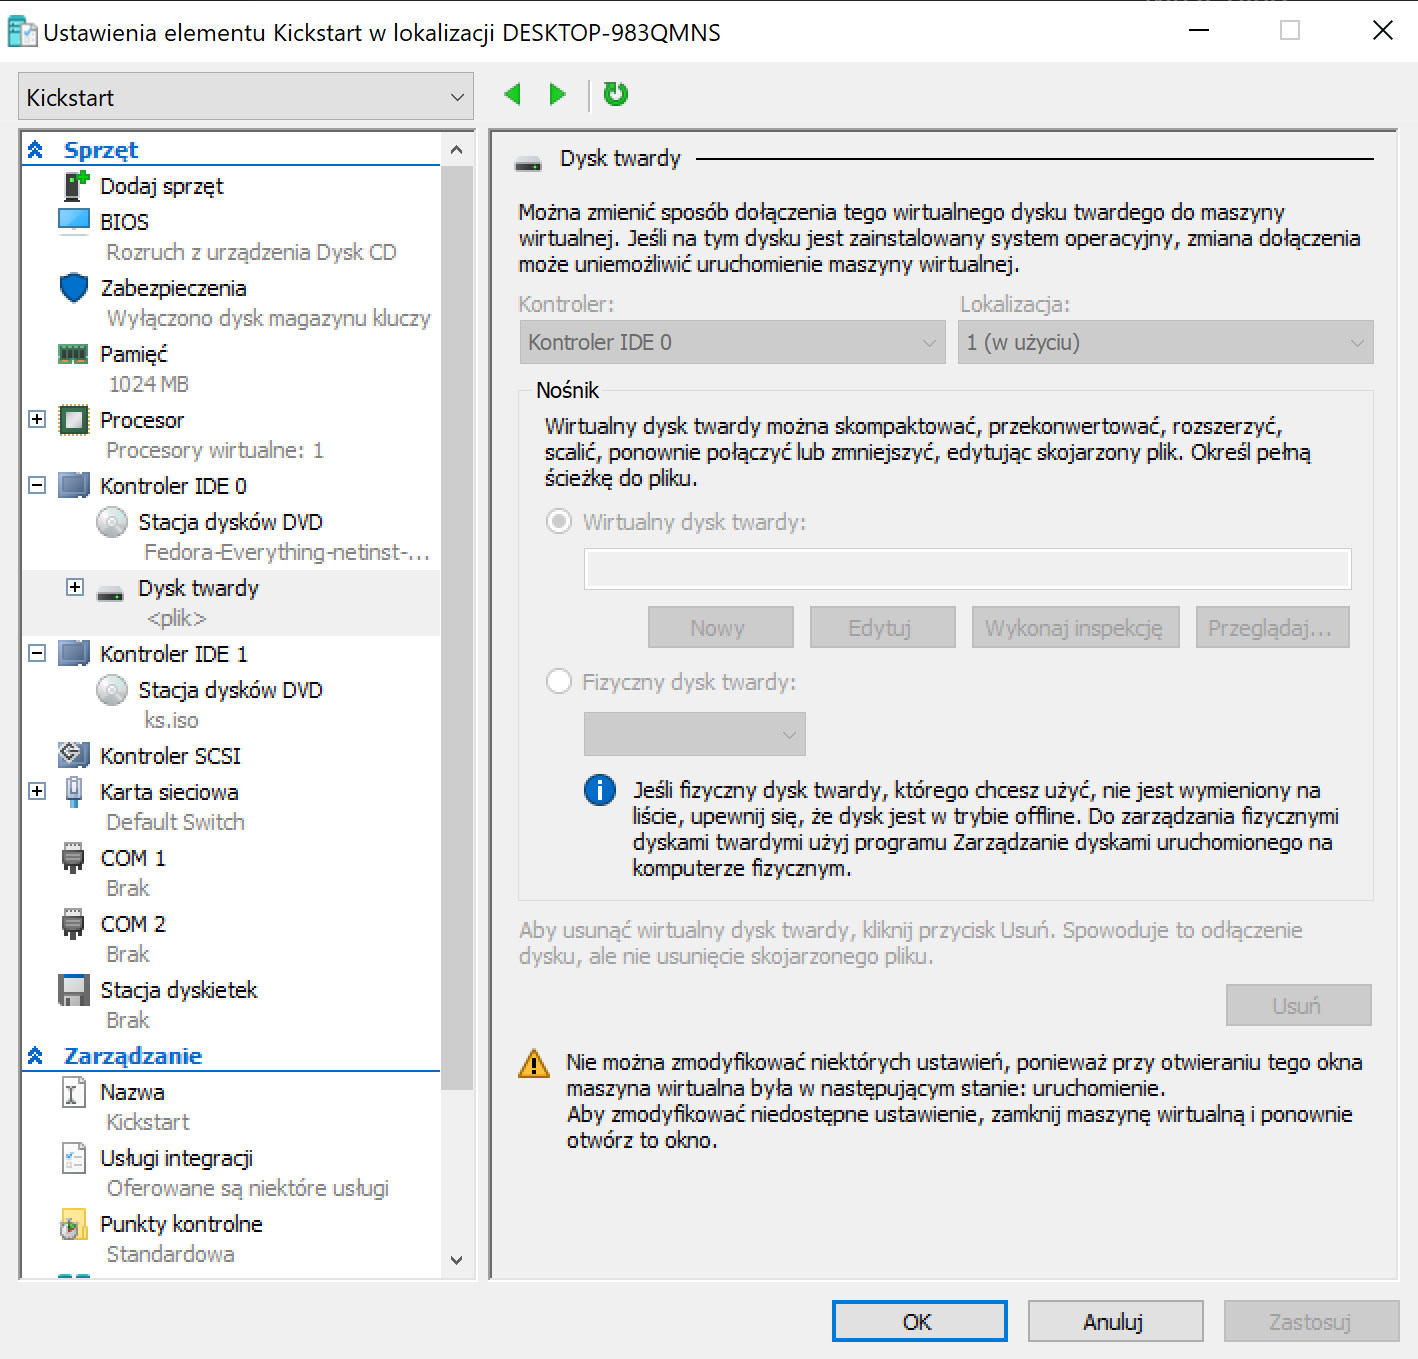 Ustawienia elementu Kickstart w lokalizacji DESKTOP-983QMNS
Kickstart
Sprzęt
Dodaj sprzęt
BIOS
Rozruch z urządzenia Dysk CD
Zabezpieczenia
Wyłączono dysk magazynu kluczy
Pamięć
1024 MB
Procesor
Procesory wirtualne: 1
Kontroler IDE 0
Stacja dysków DVD
Fedora-Everything-netinst-...
Dysk twardy
<plik>
Kontroler IDE 1
Stacja dysków DVD
ks.iso
Kontroler SCSI
Karta sieciowa
Default Switch
COM 1
Brak
COM 2
Brak
Stacja dyskietek
Brak
Zarządzanie
Nazwa
Kickstart
Usługi integracji
Oferowane są niektóre usługi
Punkty kontrolne
Standardowa
Dysk twardy
Można zmienić sposób dołączenia tego wirtualnego dysku twardego do maszyny
wirtualnej. Jeśli na tym dysku jest zainstalowany system operacyjny, zmiana dołączenia
może uniemożliwić uruchomienie maszyny wirtualnej.
Kontroler: Lokalizacja:
Kontroler IDE 0 1 (w użyciu)
Nośnik
Wirtualny dysk twardy można skompaktować, przekonwertować, rozszerzyć,
scalić, ponownie połączyć lub zmniejszyć, edytując skojarzony plik. Określ pełną
ścieżkę do pliku.
Wirtualny dysk twardy:
Nowy Edytuj Wykonaj inspekcję Przeglądaj...
Fizyczny dysk twardy:
Jeśli fizyczny dysk twardy, którego chcesz użyć, nie jest wymieniony na
liście, upewnij się, że dysk jest w trybie offline. Do zarządzania fizycznymi
dyskami twardymi użyj programu Zarządzanie dyskami uruchomionego na
komputerze fizycznym.
Aby usunąć wirtualny dysk twardy, kliknij przycisk Usuń. Spowoduje to odłączenie
dysku, ale nie usunięcie skojarzonego pliku.
Usuń
Nie można zmodyfikować niektórych ustawień, ponieważ przy otwieraniu tego okna
maszyna wirtualna była w następującym stanie: uruchomienie.
Aby zmodyfikować niedostępne ustawienie, zamknij maszynę wirtualną i ponownie
otwórz to okno.
OK Anuluj Zastosuj